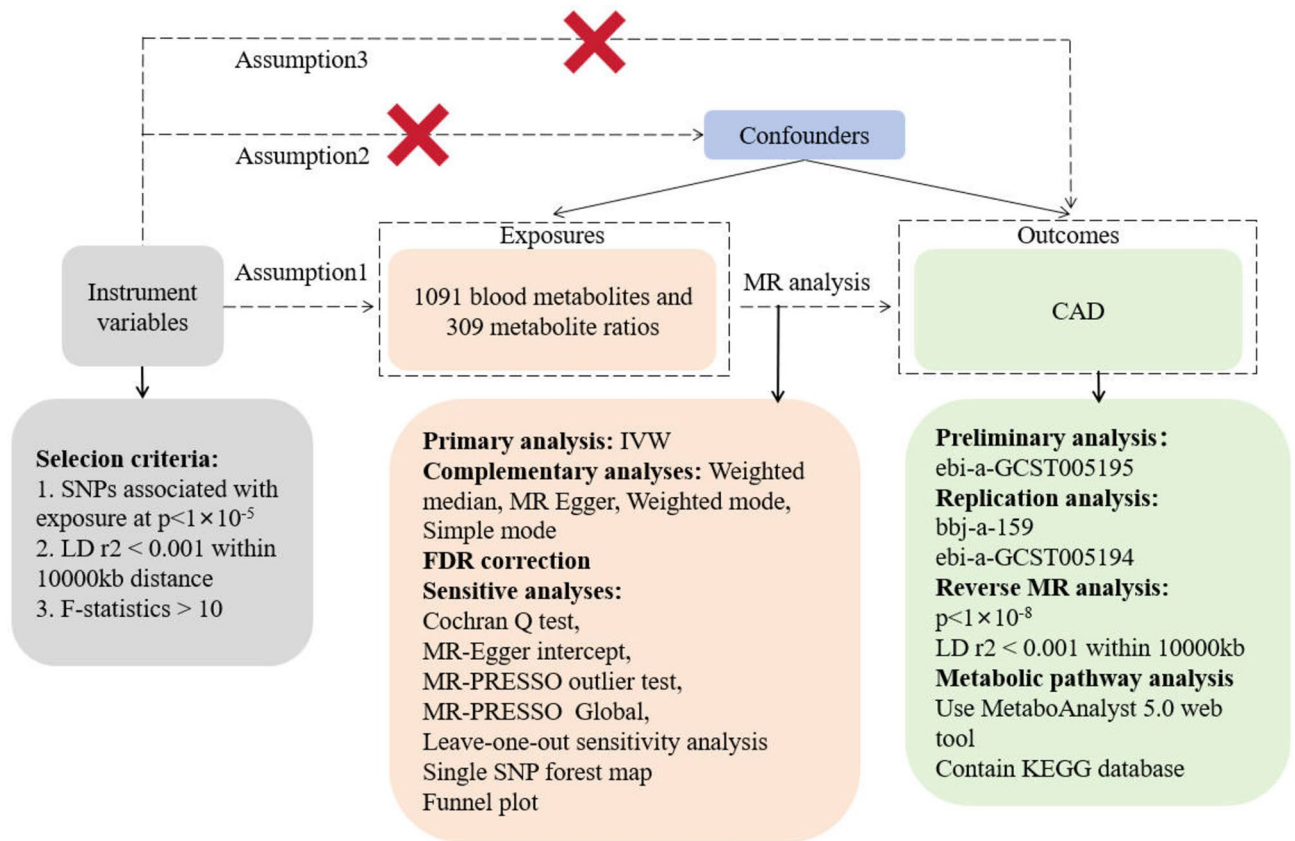 Assumption3
Assumption2
Confounders
Exposures
Outcomes
Assumption1
Instrument
variables
1091 blood metabolites and
309 metabolite ratios
MR analysis
CAD
Selecion criteria:
1. SNPs associated with
exposure at p<1×10⁻⁵
2. LD r2 < 0.001 within
10000kb distance
3. F-statistics > 10
Primary analysis: IVW
Complementary analyses: Weighted
median, MR Egger, Weighted mode,
Simple mode
FDR correction
Sensitive analyses:
Cochran Q test,
MR-Egger intercept,
MR-PRESSO outlier test,
MR-PRESSO Global,
Leave-one-out sensitivity analysis
Single SNP forest map
Funnel plot
Preliminary analysis:
ebi-a-GCST005195
Replication analysis:
bbj-a-159
ebi-a-GCST005194
Reverse MR analysis:
p<1×10⁻⁸
LD r2 < 0.001 within 10000kb
Metabolic pathway analysis
Use MetaboAnalyst 5.0 web
tool
Contain KEGG database